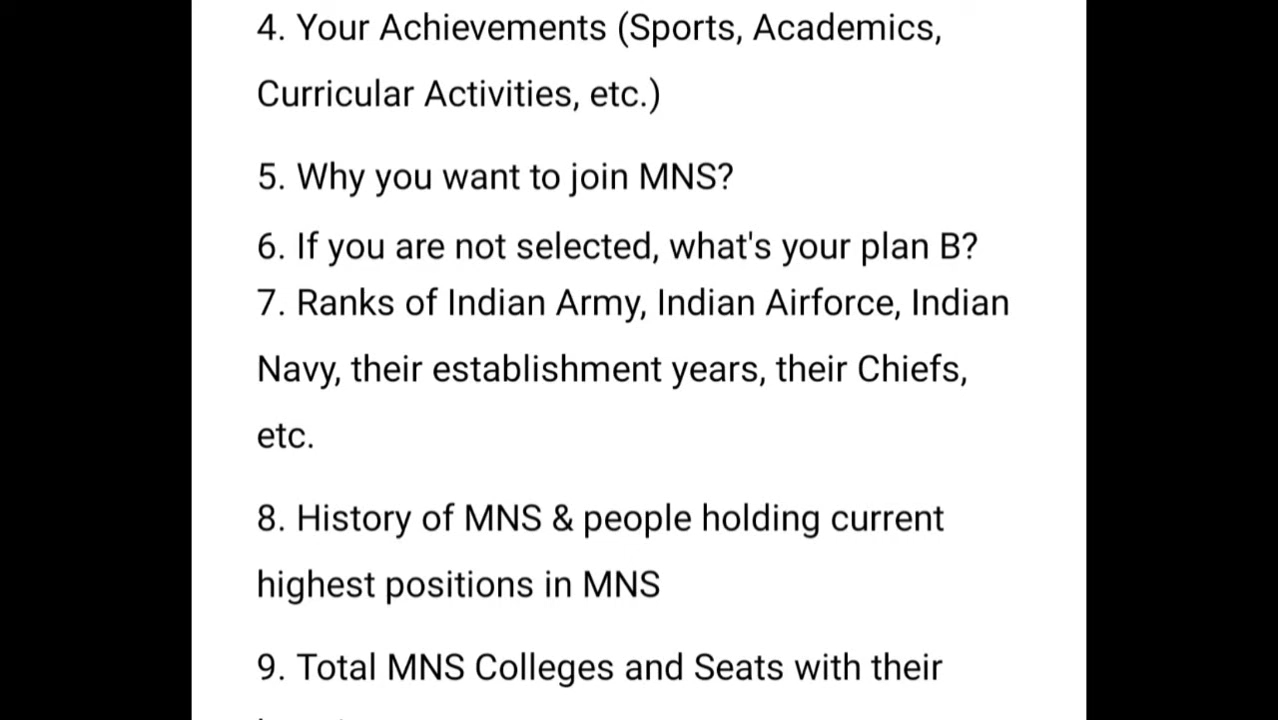 4. Your Achievements (Sports, Academics,
Curricular Activities, etc.)
5. Why you want to join MNS?
6. If you are not selected, what's your plan B?
7. Ranks of Indian Army, Indian Airforce, Indian
Navy, their establishment years, their Chiefs,
etc.
8. History of MNS & people holding current
highest positions in MNS
9. Total MNS Colleges and Seats with their